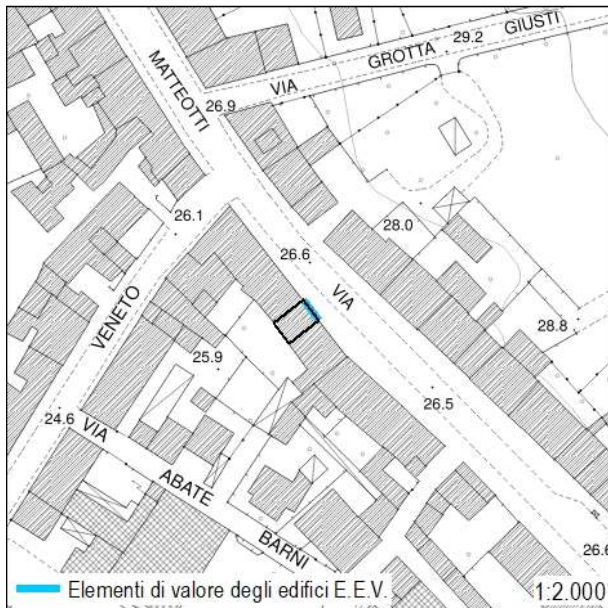 VIA GROTTA GIUSTI
29.2
MATTEOTTI
26.9
26.1
28.0
26.6
VIA
VENETO
28.8
25.9
26.5
24.6
VIA ABATE BARNI
26.6
Elementi di valore degli edifici E.E.V.
1:2.000